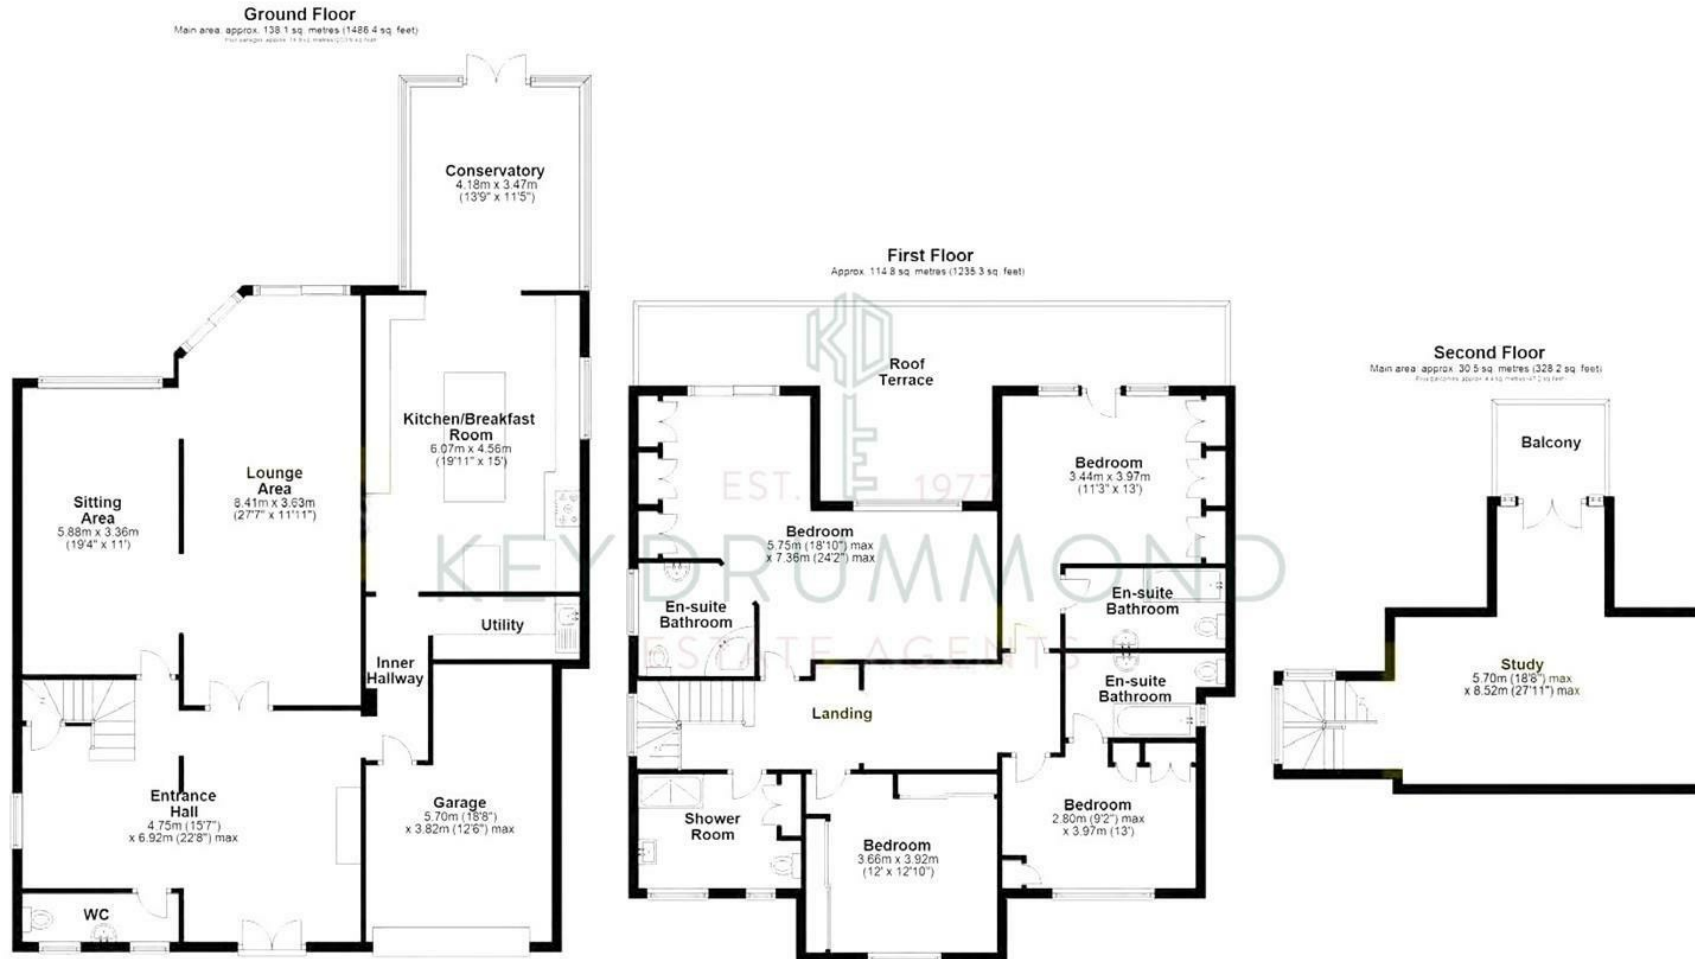 Ground Floor
Main area: approx. 138.1 sq. metres (1486.4 sq. feet)
Conservatory
4.18m x 3.47m
(13'9" x 11'5")
Kitchen/Breakfast
Room
6.07m x 4.56m
(19'11" x 15')
Lounge
Area
8.41m x 3.63m
(27'7" x 11'11")
Sitting
Area
5.88m x 3.36m
(19'4" x 11')
Utility
Inner
Hallway
Entrance
Hall
4.75m (15'7")
x 6.92m (22'8") max
Garage
5.70m (18'8")
x 3.82m (12'6") max
WC
First Floor
Approx. 114.8 sq. metres (1235.3 sq. feet)
Roof
Terrace
Bedroom
3.44m x 3.97m
(11'3" x 13')
Bedroom
5.75m (18'10") max
x 7.36m (24'2") max
En-suite
Bathroom
En-suite
Bathroom
En-suite
Bathroom
Landing
Shower
Room
Bedroom
3.66m x 3.92m
(12' x 12'10")
Bedroom
2.80m (9'2") max
x 3.97m (13')
KD
EST. 1977
KEYDRUMMOND
ESTATE AGENTS
Second Floor
Main area: approx. 30.5 sq. metres (328.2 sq. feet)
Balcony
Study
5.70m (18'8") max
x 8.52m (27'11") max